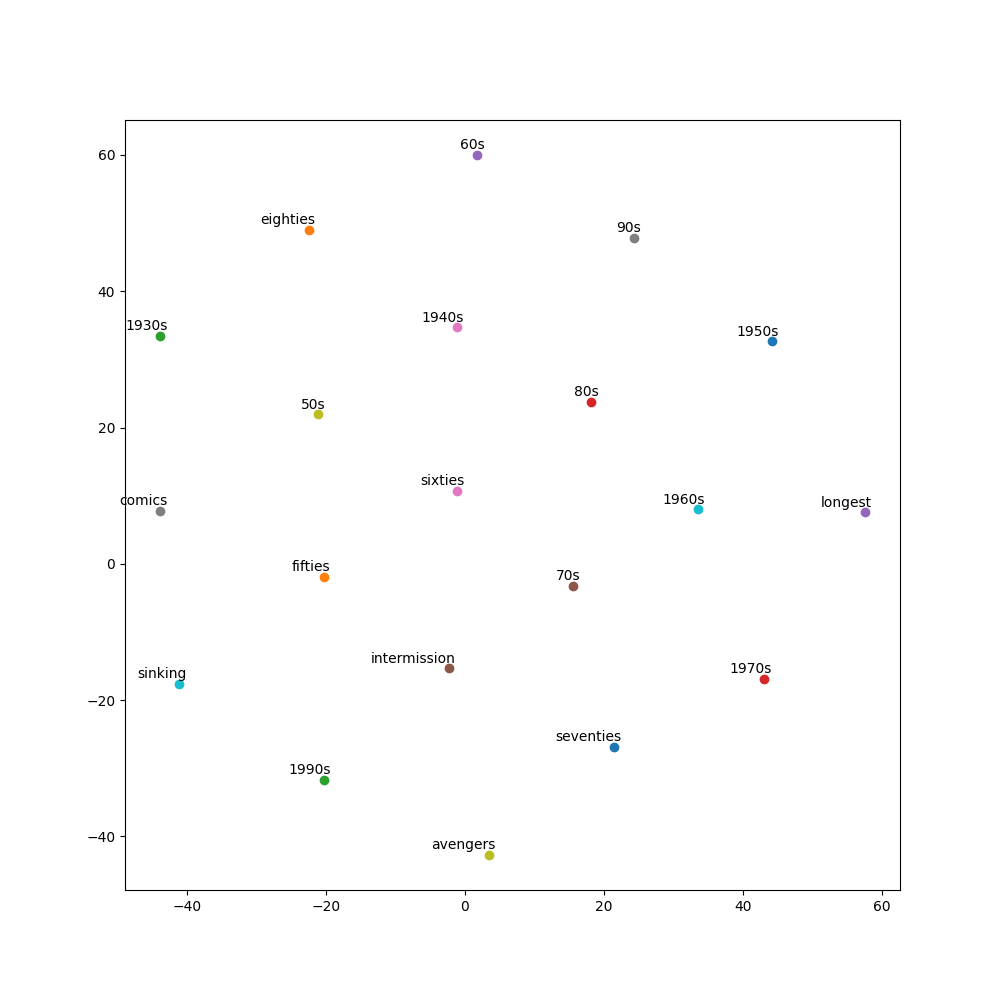 60s
60
eighties
90s
40
1940s
1930s
1950s
80s
50s
20
sixties
comics
1960s
longest
0
fifties
70s
intermission
1970s
sinking
−20
seventies
1990s
−40
avengers
−40
−20
0
20
40
60